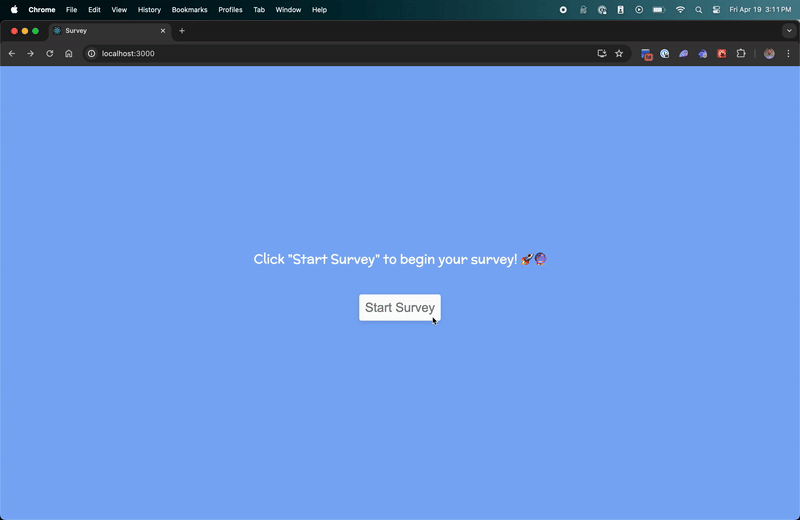 Chrome File Edit View History Bookmarks Profiles Tab Window Help Fri Apr 19 3:11 PM
Survey
localhost:3000
Click "Start Survey" to begin your survey! 🚀🔮
Start Survey